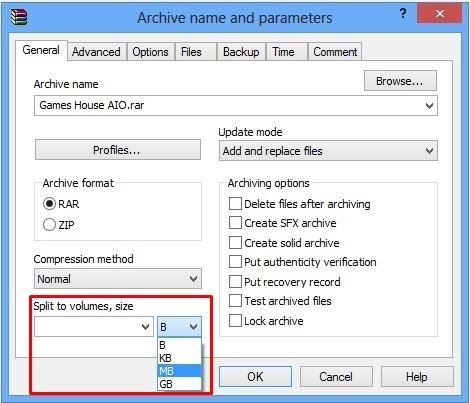 Archive name and parameters
?
General Advanced Options Files Backup Time Comment
Archive name
Browse...
Games House AIO.rar
Update mode
Profiles...
Add and replace files
Archive format
RAR
ZIP
Compression method
Normal
Split to volumes, size
B
B
KB
MB
GB
Archiving options
Delete files after archiving
Create SFX archive
Create solid archive
Put authenticity verification
Put recovery record
Test archived files
Lock archive
OK Cancel Help